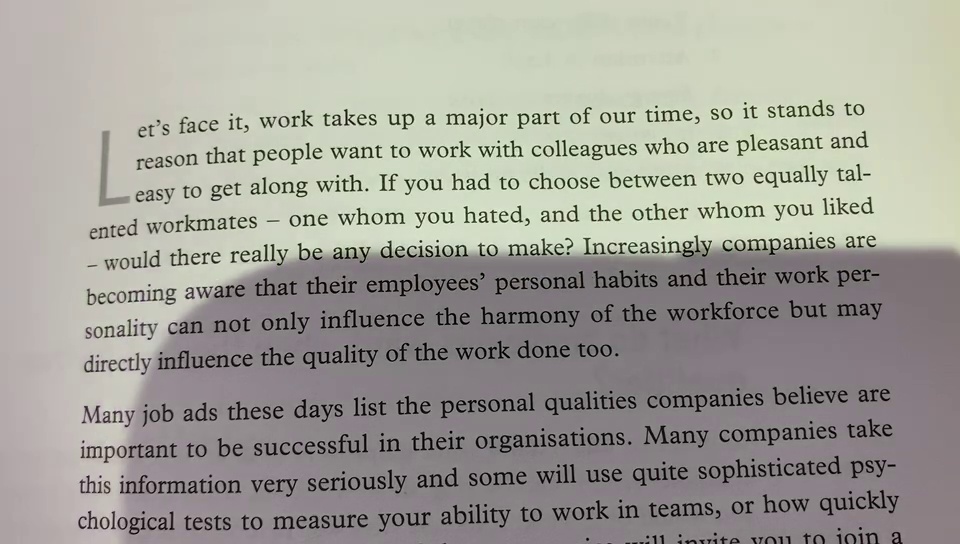 Let's face it, work takes up a major part of our time, so it stands to
reason that people want to work with colleagues who are pleasant and
easy to get along with. If you had to choose between two equally tal-
ented workmates – one whom you hated, and the other whom you liked
– would there really be any decision to make? Increasingly companies are
becoming aware that their employees' personal habits and their work per-
sonality can not only influence the harmony of the workforce but may
directly influence the quality of the work done too.
Many job ads these days list the personal qualities companies believe are
important to be successful in their organisations. Many companies take
this information very seriously and some will use quite sophisticated psy-
chological tests to measure your ability to work in teams, or how quickly
will invite you to join a